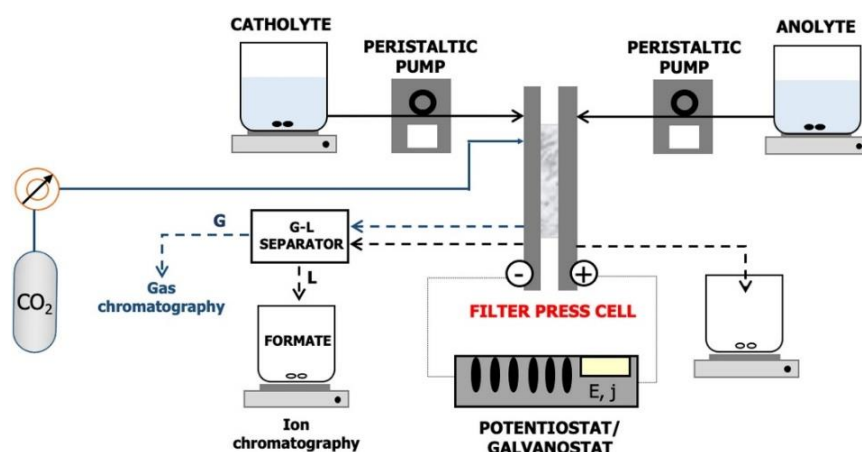 CATHOLYTE
PERISTALTIC
PUMP
PERISTALTIC
PUMP
ANOLYTE
G
G-L
SEPARATOR
L
CO2
Gas
chromatography
FORMATE
Ion
chromatography
-
+
FILTER PRESS CELL
E, j
POTENTIOSTAT/
GALVANOSTAT